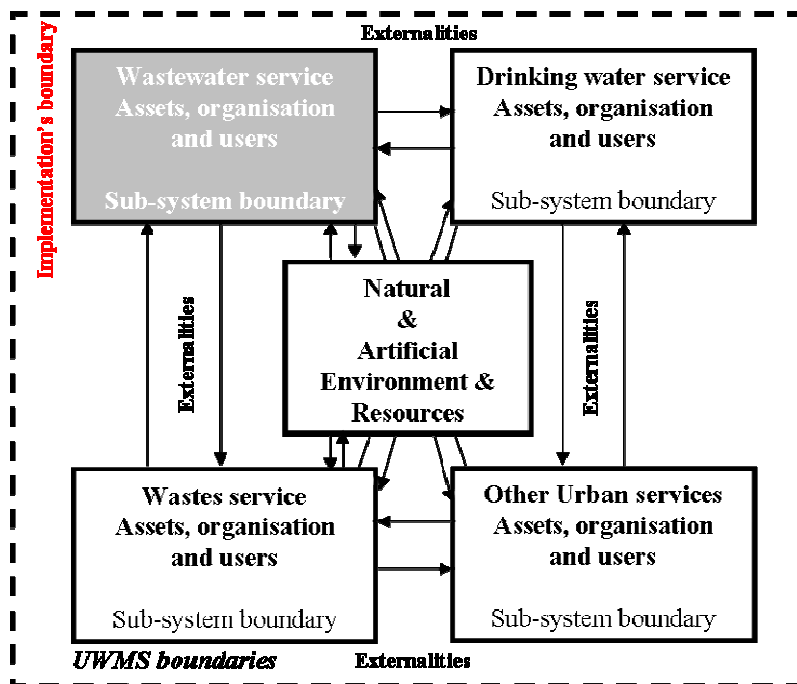 Externalities
Implementation's boundary
Wastewater service
Assets, organisation
and users
Sub-system boundary
Drinking water service
Assets, organisation
and users
Sub-system boundary
Externalities
Natural
&
Artificial
Environment &
Resources
Externalities
Wastes service
Assets, organisation
and users
Sub-system boundary
Other Urban services
Assets, organisation
and users
Sub-system boundary
UWMS boundaries
Externalities